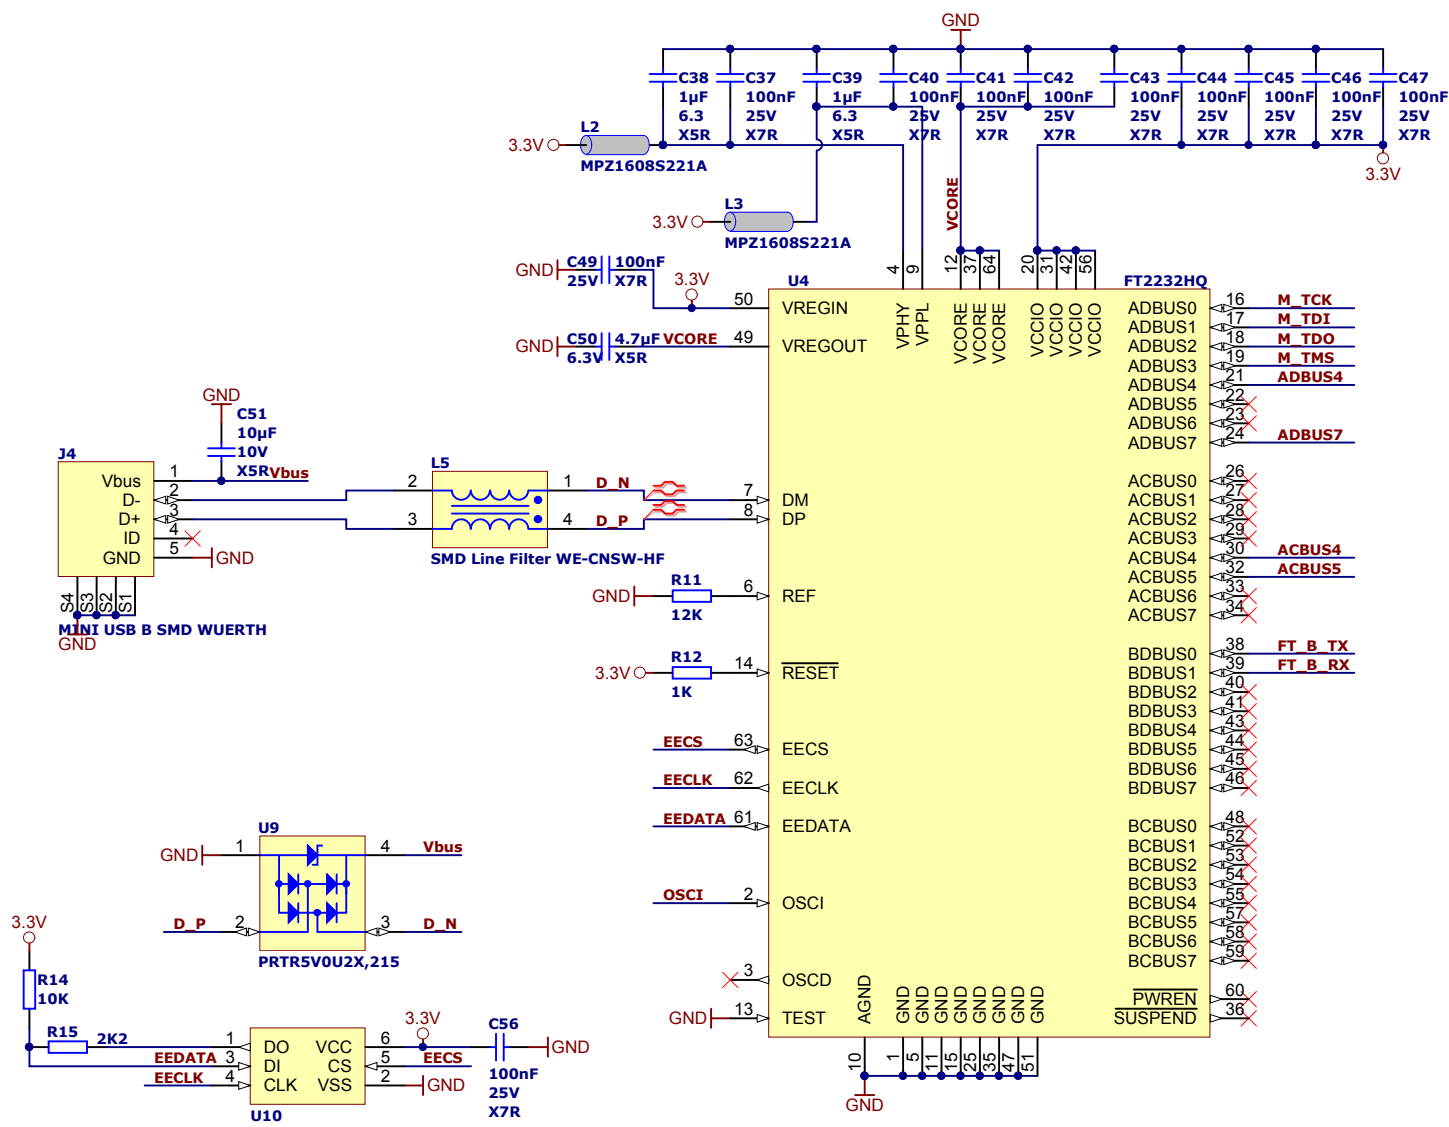 GND
C38
1µF
6.3
X5R
C37
100nF
25V
X7R
C39
1µF
6.3
X5R
C40
100nF
25V
X7R
C41
100nF
25V
X7R
C42
100nF
25V
X7R
C43
100nF
25V
X7R
C44
100nF
25V
X7R
C45
100nF
25V
X7R
C46
100nF
25V
X7R
C47
100nF
25V
X7R
3.3V
L2
3.3V
MPZ1608S221A
L3
3.3V
MPZ1608S221A
VCORE
GND
C49
25V
100nF
X7R
3.3V
GND
C50
6.3V
4.7µF
X5R
VCORE
U4
FT2232HQ
50 VREGIN
49 VREGOUT
7 DM
8 DP
6 REF
14 RESET
63 EECS
62 EECLK
61 EEDATA
2 OSCI
3 OSCD
13 TEST
4 VPHY
9 VPPL
12 VCORE
37 VCORE
64 VCORE
20 VCCIO
31 VCCIO
42 VCCIO
56 VCCIO
ADBUS0 16 M_TCK
ADBUS1 17 M_TDI
ADBUS2 18 M_TDO
ADBUS3 19 M_TMS
ADBUS4 21 ADBUS4
ADBUS5 22
ADBUS6 23
ADBUS7 24 ADBUS7
ACBUS0 26
ACBUS1 27
ACBUS2 28
ACBUS3 29
ACBUS4 30 ACBUS4
ACBUS5 32 ACBUS5
ACBUS6 33
ACBUS7 34
BDBUS0 38 FT_B_TX
BDBUS1 39 FT_B_RX
BDBUS2 40
BDBUS3 41
BDBUS4 43
BDBUS5 44
BDBUS6 45
BDBUS7 46
BCBUS0 48
BCBUS1 52
BCBUS2 53
BCBUS3 54
BCBUS4 55
BCBUS5 57
BCBUS6 58
BCBUS7 59
PWREN 60
SUSPEND 36
AGND 10
GND 1
GND 5
GND 11
GND 15
GND 25
GND 35
GND 47
GND 51
GND
GND
C51
10µF
10V
X5R
Vbus
J4
Vbus 1
D- 2
D+ 3
ID 4
GND 5
GND
S4
S3
S2
S1
MINI USB B SMD WUERTH
GND
L5
2
3
1 D_N
4 D_P
SMD Line Filter WE-CNSW-HF
GND
R11
12K
3.3V
R12
1K
EECS
EECLK
EEDATA
OSCI
GND
U9
GND 1
4 Vbus
D_P 2
3 D_N
PRTR5V0U2X,215
3.3V
R14
10K
R15
2K2
1 DO
EEDATA 3 DI
EECLK 4 CLK
VCC 6
CS 5 EECS
VSS 2 GND
U10
3.3V
C56
100nF
25V
X7R
GND